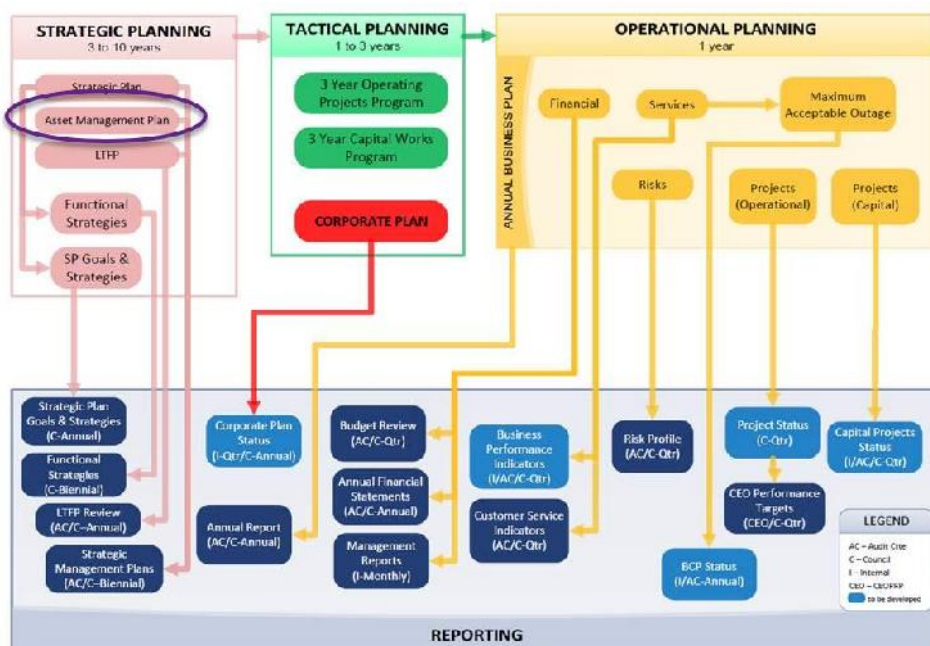 STRATEGIC PLANNING
3 to 10 years
Strategic Plan
Asset Management Plan
LTFP
Functional
Strategies
SP Goals &
Strategies
TACTICAL PLANNING
1 to 3 years
3 Year Operating
Projects Program
3 Year Capital Works
Program
CORPORATE PLAN
OPERATIONAL PLANNING
1 year
ANNUAL BUSINESS PLAN
Financial
Services
Maximum
Acceptable Outage
Risks
Projects
(Operational)
Projects
(Capital)
Strategic Plan
Goals & Strategies
(C-Annual)
Functional
Strategies
(C-Biennial)
LTFP Review
(AC/C–Annual)
Strategic
Management Plans
(AC/C–Biennial)
Corporate Plan
Status
(I-Qtr/C-Annual)
Annual Report
(AC/C-Annual)
Budget Review
(AC/C-Qtr)
Annual Financial
Statements
(AC/C-Annual)
Management
Reports
(I-Monthly)
Business
Performance
Indicators
(I/AC/C-Qtr)
Customer Service
Indicators
(AC/C-Qtr)
Risk Profile
(AC/C-Qtr)
BCP Status
(I/AC-Annual)
Project Status
(C-Qtr)
CEO Performance
Targets
(CEO/C-Qtr)
Capital Projects
Status
(I/AC/C-Qtr)
LEGEND
AC – Audit Cttee
C – Council
I – Internal
CEO – CEOPRP
to be developed
REPORTING